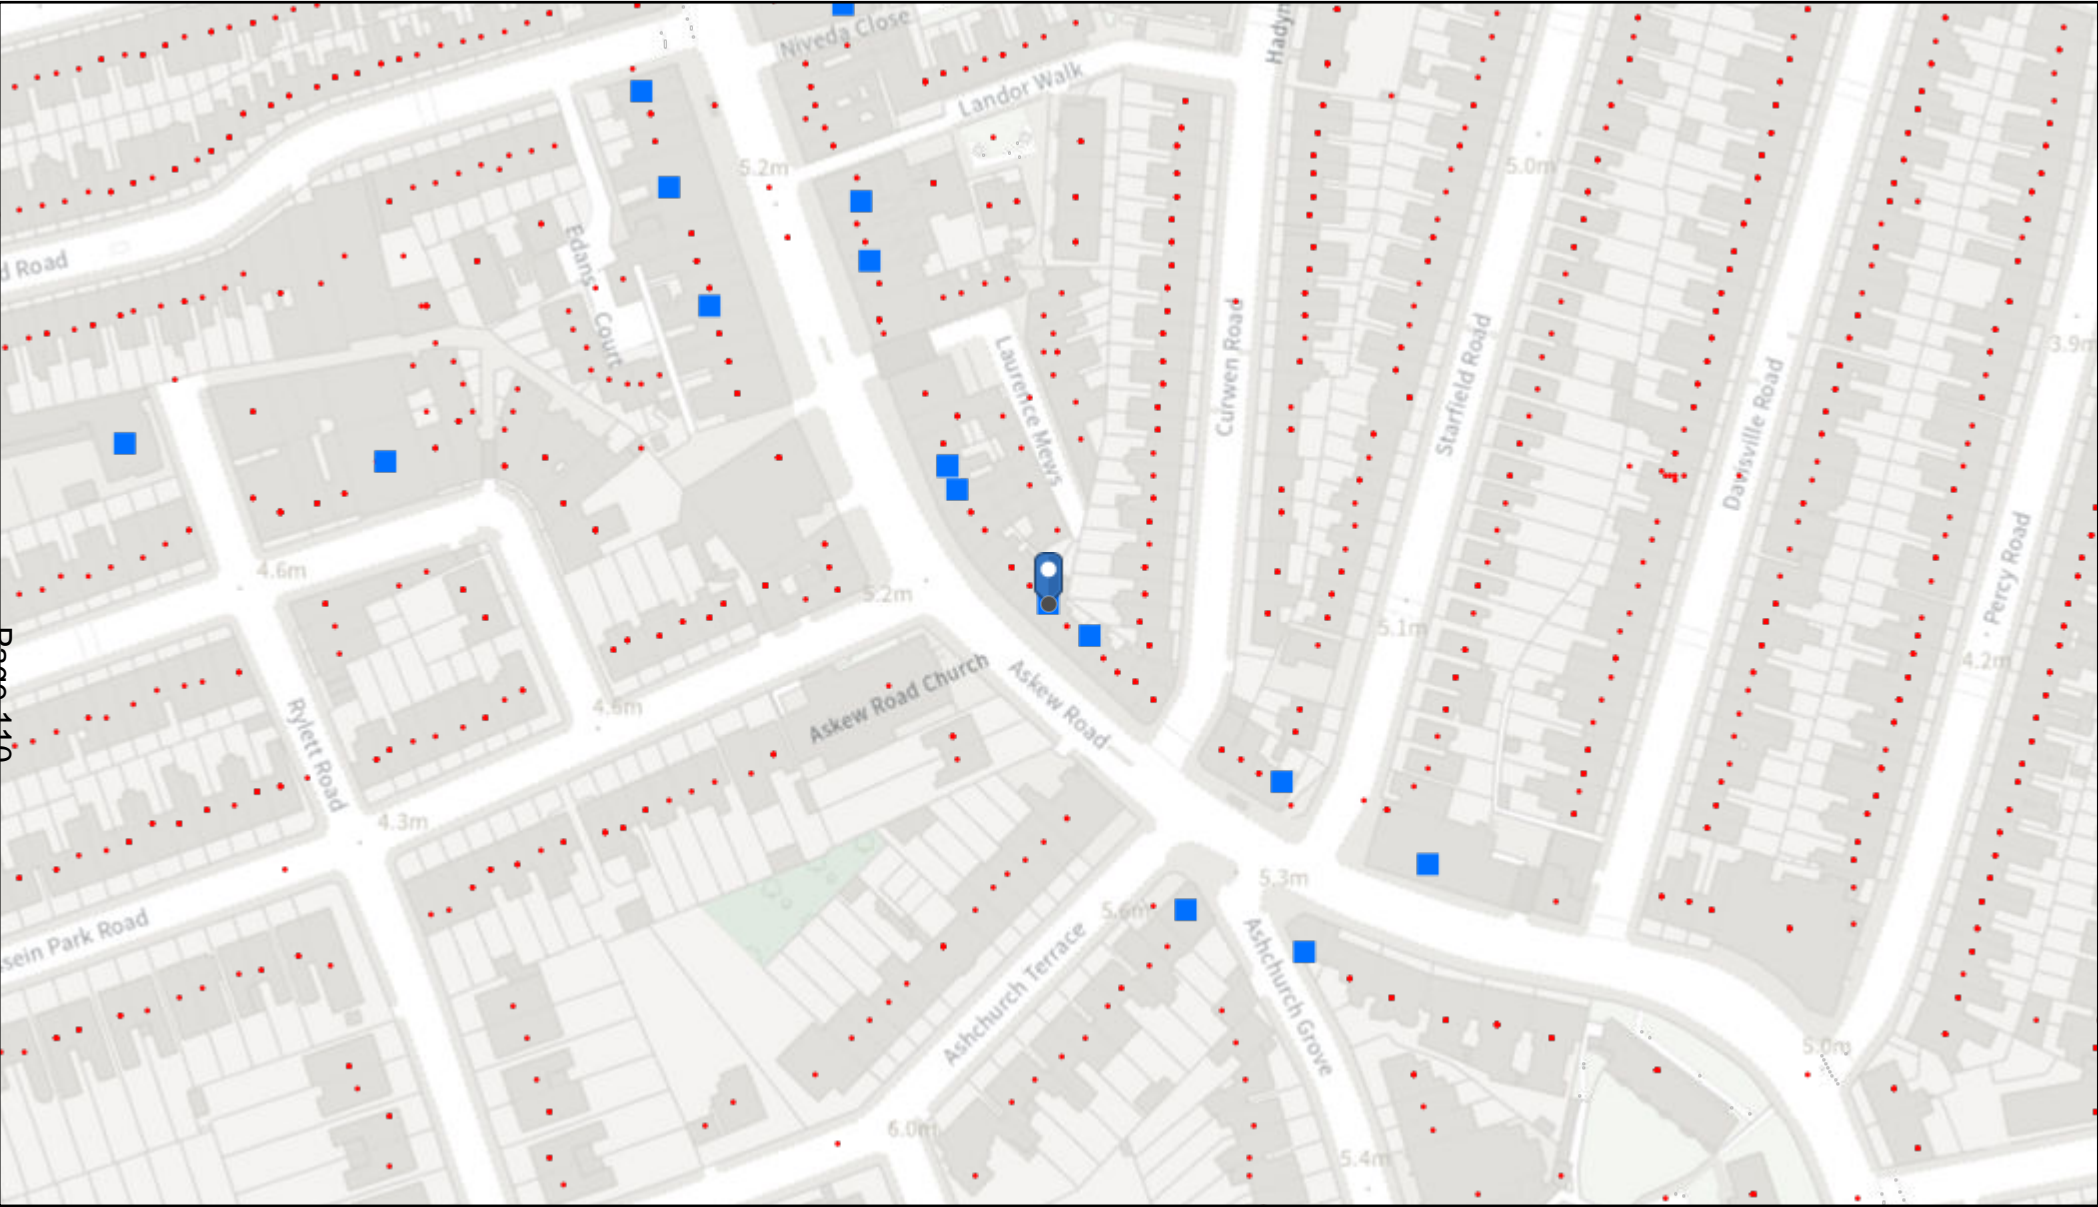 Niveda Close
Hadyn
Landor Walk
5.2m
5.0m
d Road
Edans Court
Laurence Mews
Curwen Road
Starfield Road
3.9m
Davisville Road
Percy Road
4.6m
5.2m
5.1m
4.2m
Page 110
Rylett Road
4.5m
Askew Road Church
Askew Road
4.3m
5.3m
5.6m
sein Park Road
Ashchurch Terrace
Ashchurch Grove
5.0m
6.0m
5.4m